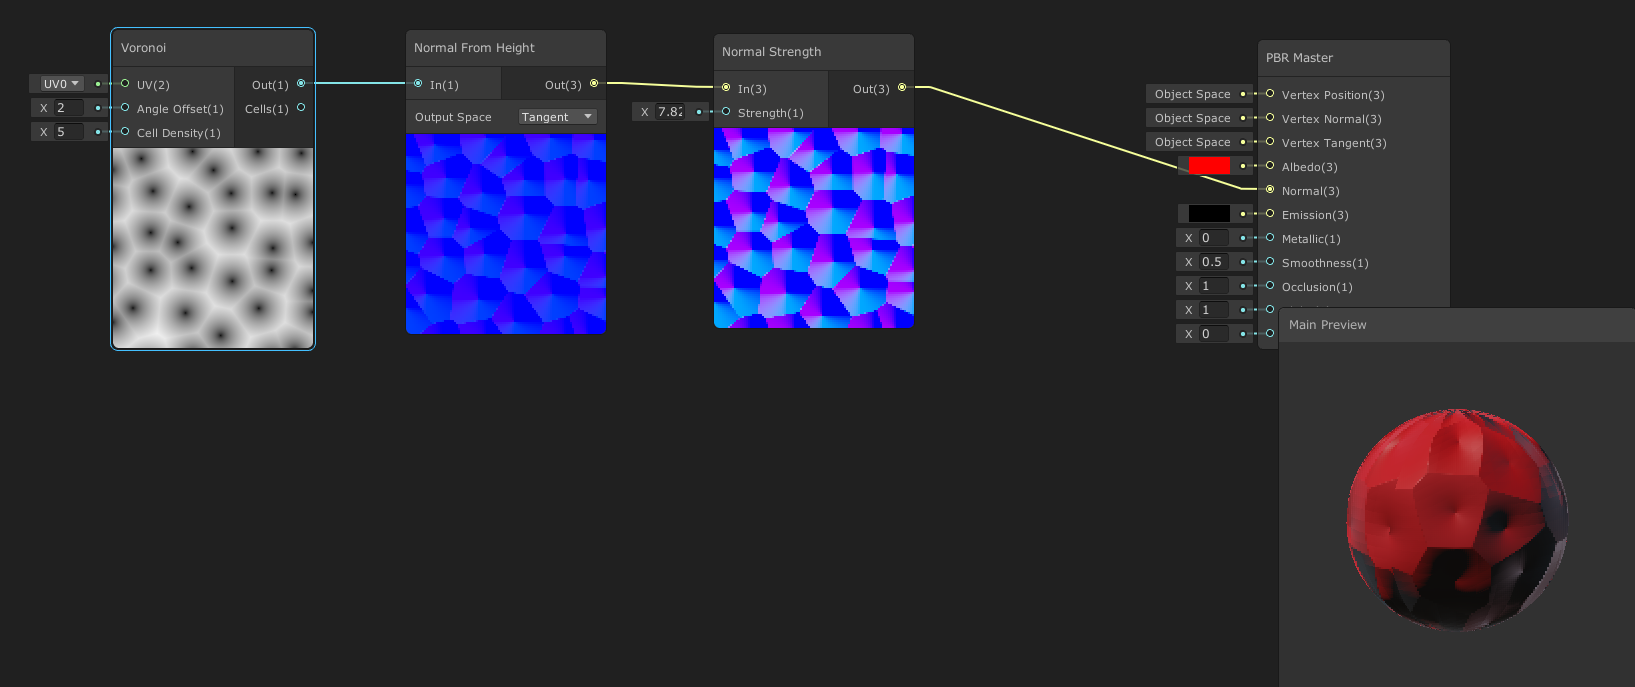 Voronoi
UV0
UV(2)
Out(1)
X 2
Angle Offset(1)
Cells(1)
X 5
Cell Density(1)
Normal From Height
In(1)
Out(3)
Output Space
Tangent
Normal Strength
In(3)
Out(3)
X 7.82
Strength(1)
PBR Master
Object Space
Vertex Position(3)
Object Space
Vertex Normal(3)
Object Space
Vertex Tangent(3)
Albedo(3)
Normal(3)
Emission(3)
X 0
Metallic(1)
X 0.5
Smoothness(1)
X 1
Occlusion(1)
X 1
X 0
Main Preview